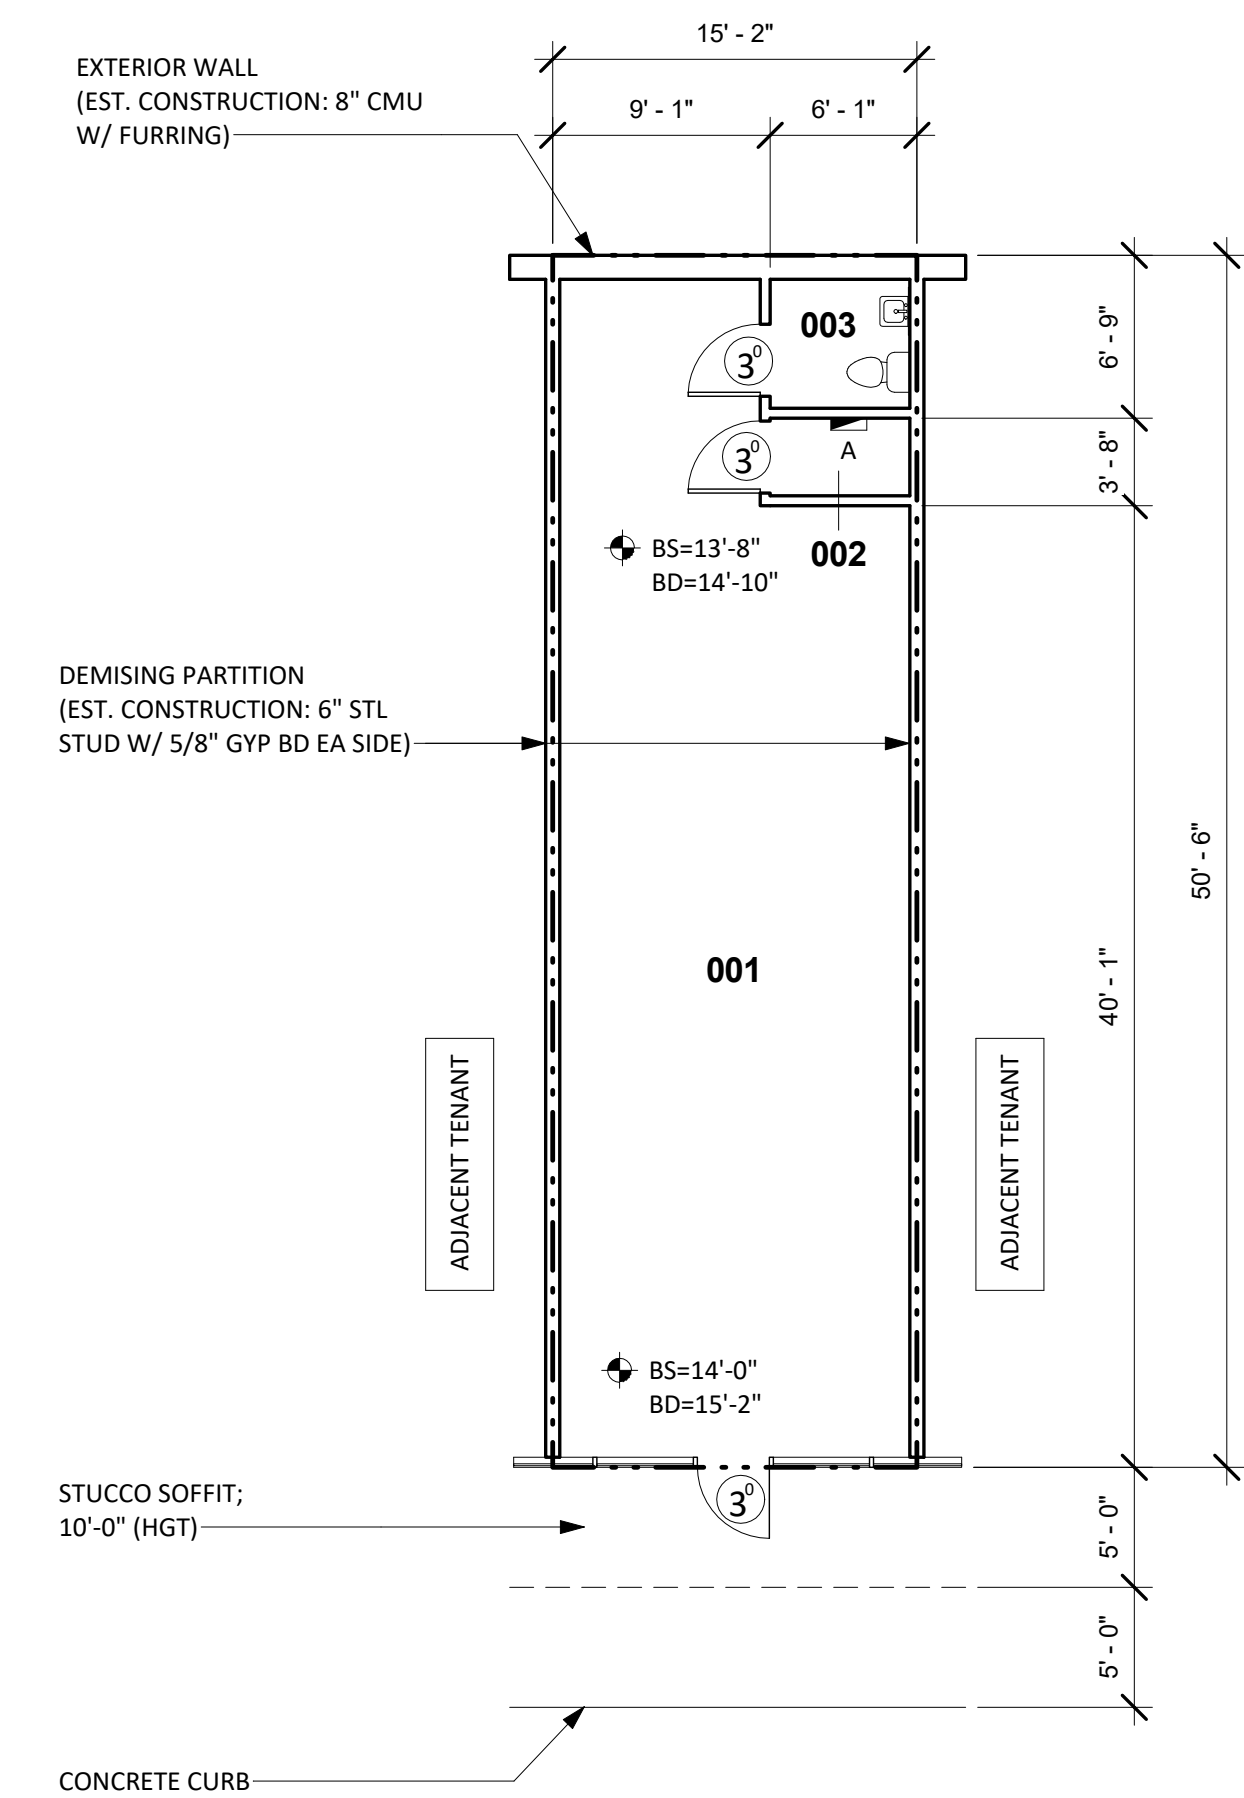 15' - 2"
EXTERIOR WALL
(EST. CONSTRUCTION: 8" CMU
W/ FURRING)
9' - 1"
6' - 1"
003
6' - 9"
3⁰
3⁰
A
3' - 8"
BS=13'-8"
BD=14'-10"
002
DEMISING PARTITION
(EST. CONSTRUCTION: 6" STL
STUD W/ 5/8" GYP BD EA SIDE)
50' - 6"
001
40' - 1"
ADJACENT TENANT
ADJACENT TENANT
BS=14'-0"
BD=15'-2"
STUCCO SOFFIT;
10'-0" (HGT)
3⁰
5' - 0"
5' - 0"
CONCRETE CURB